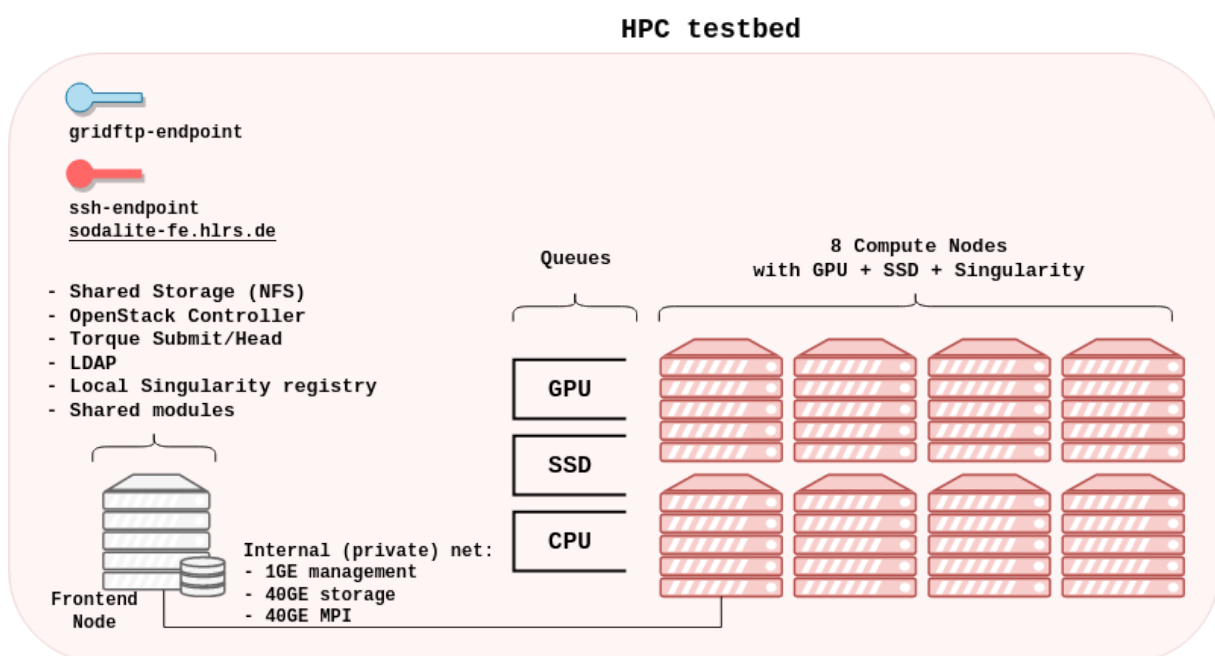 HPC testbed
gridftp-endpoint
ssh-endpoint
sodalite-fe.hlrs.de
- Shared Storage (NFS)
- OpenStack Controller
- Torque Submit/Head
- LDAP
- Local Singularity registry
- Shared modules
Frontend
Node
Internal (private) net:
- 1GE management
- 40GE storage
- 40GE MPI
Queues
GPU
SSD
CPU
8 Compute Nodes
with GPU + SSD + Singularity